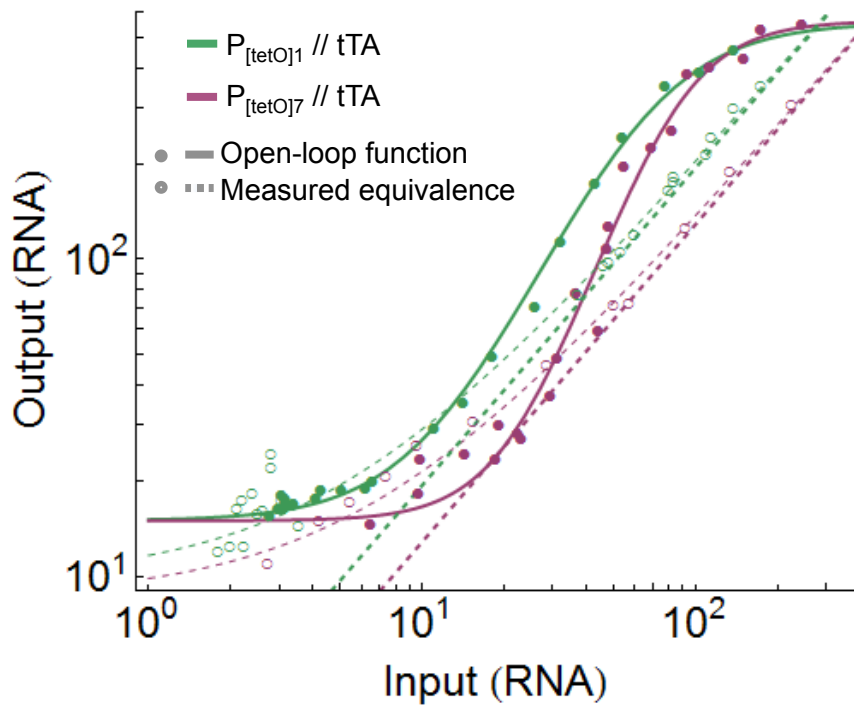 P[tetO]1 // tTA
P[tetO]7 // tTA
Open-loop function
Measured equivalence
Output (RNA)
10²
10¹
10⁰ 10¹ 10²
Input (RNA)